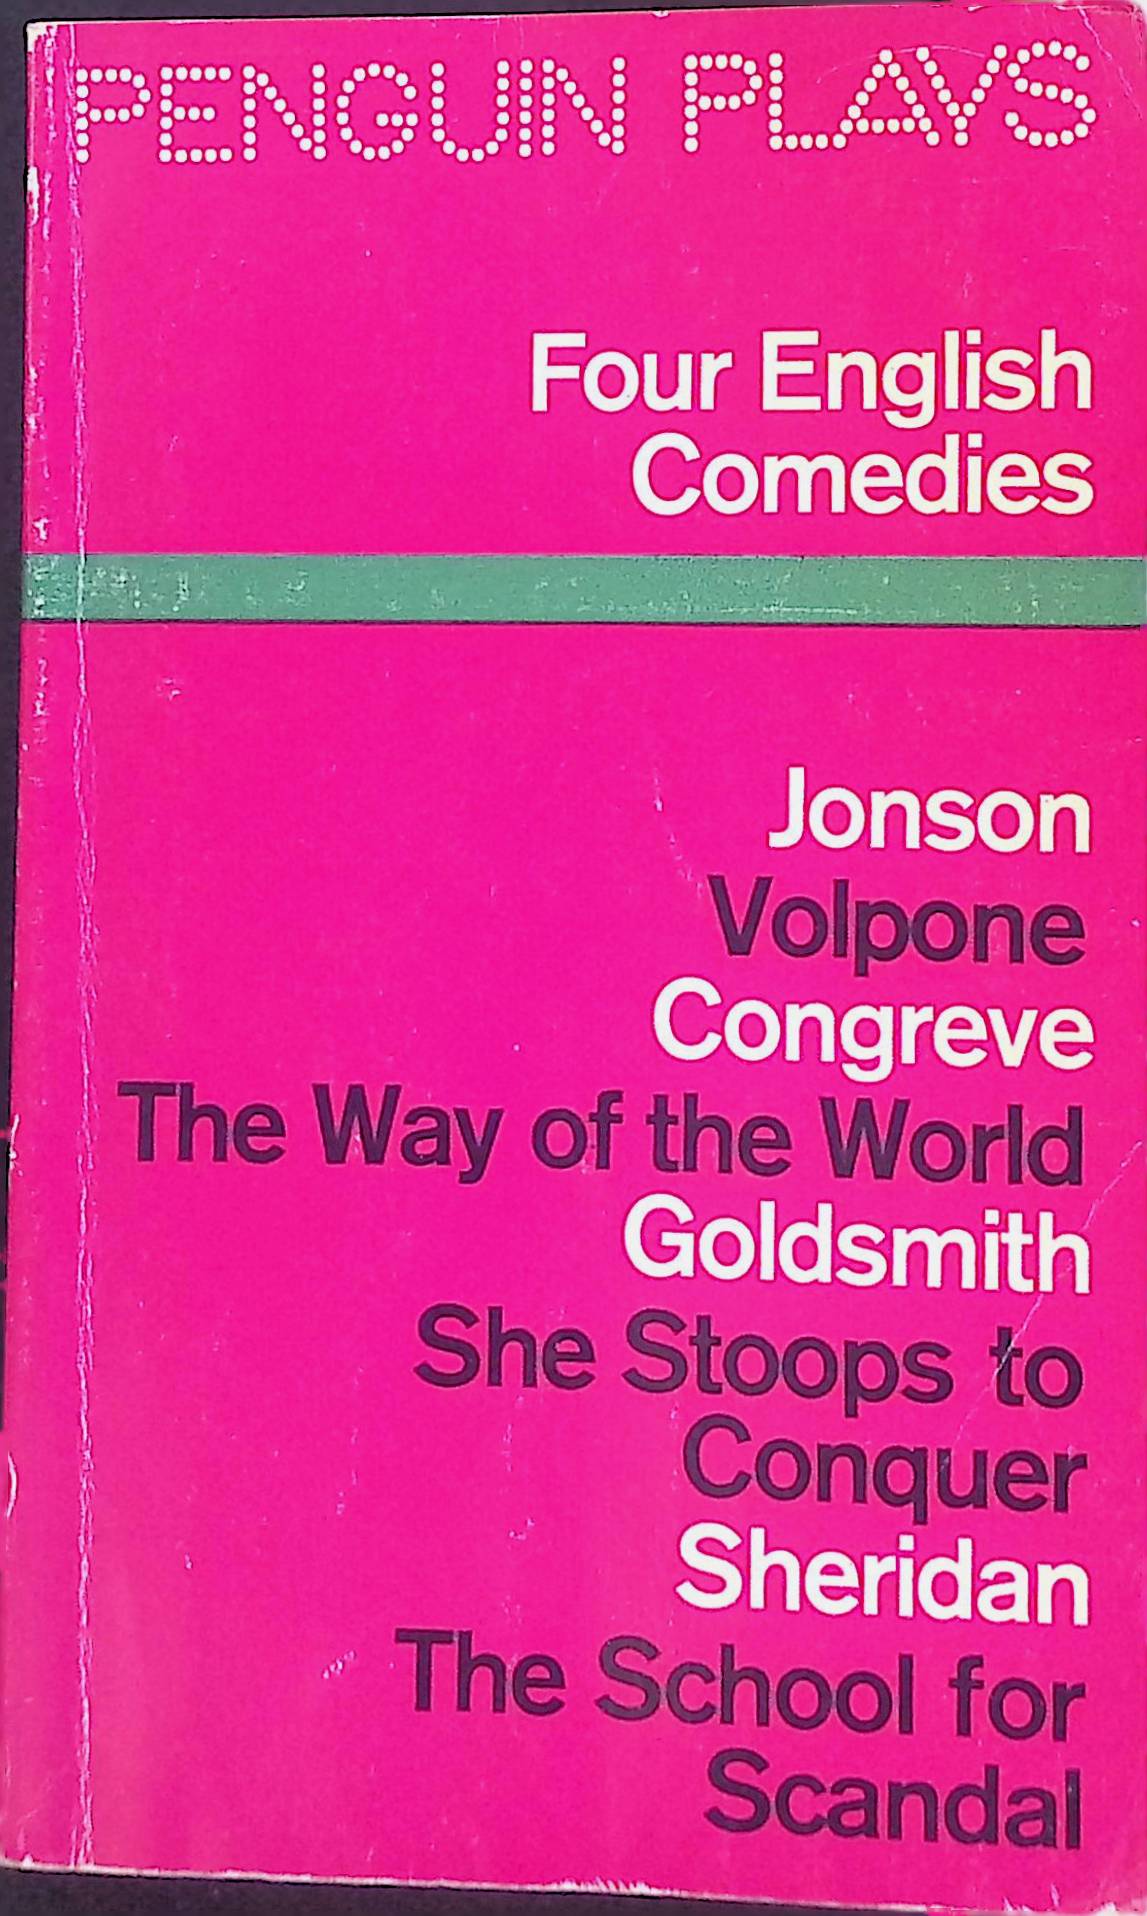 PENGUIN PLAYS
Four English
Comedies
Jonson
Volpone
Congreve
The Way of the World
Goldsmith
She Stoops to
Conquer
Sheridan
The School for
Scandal